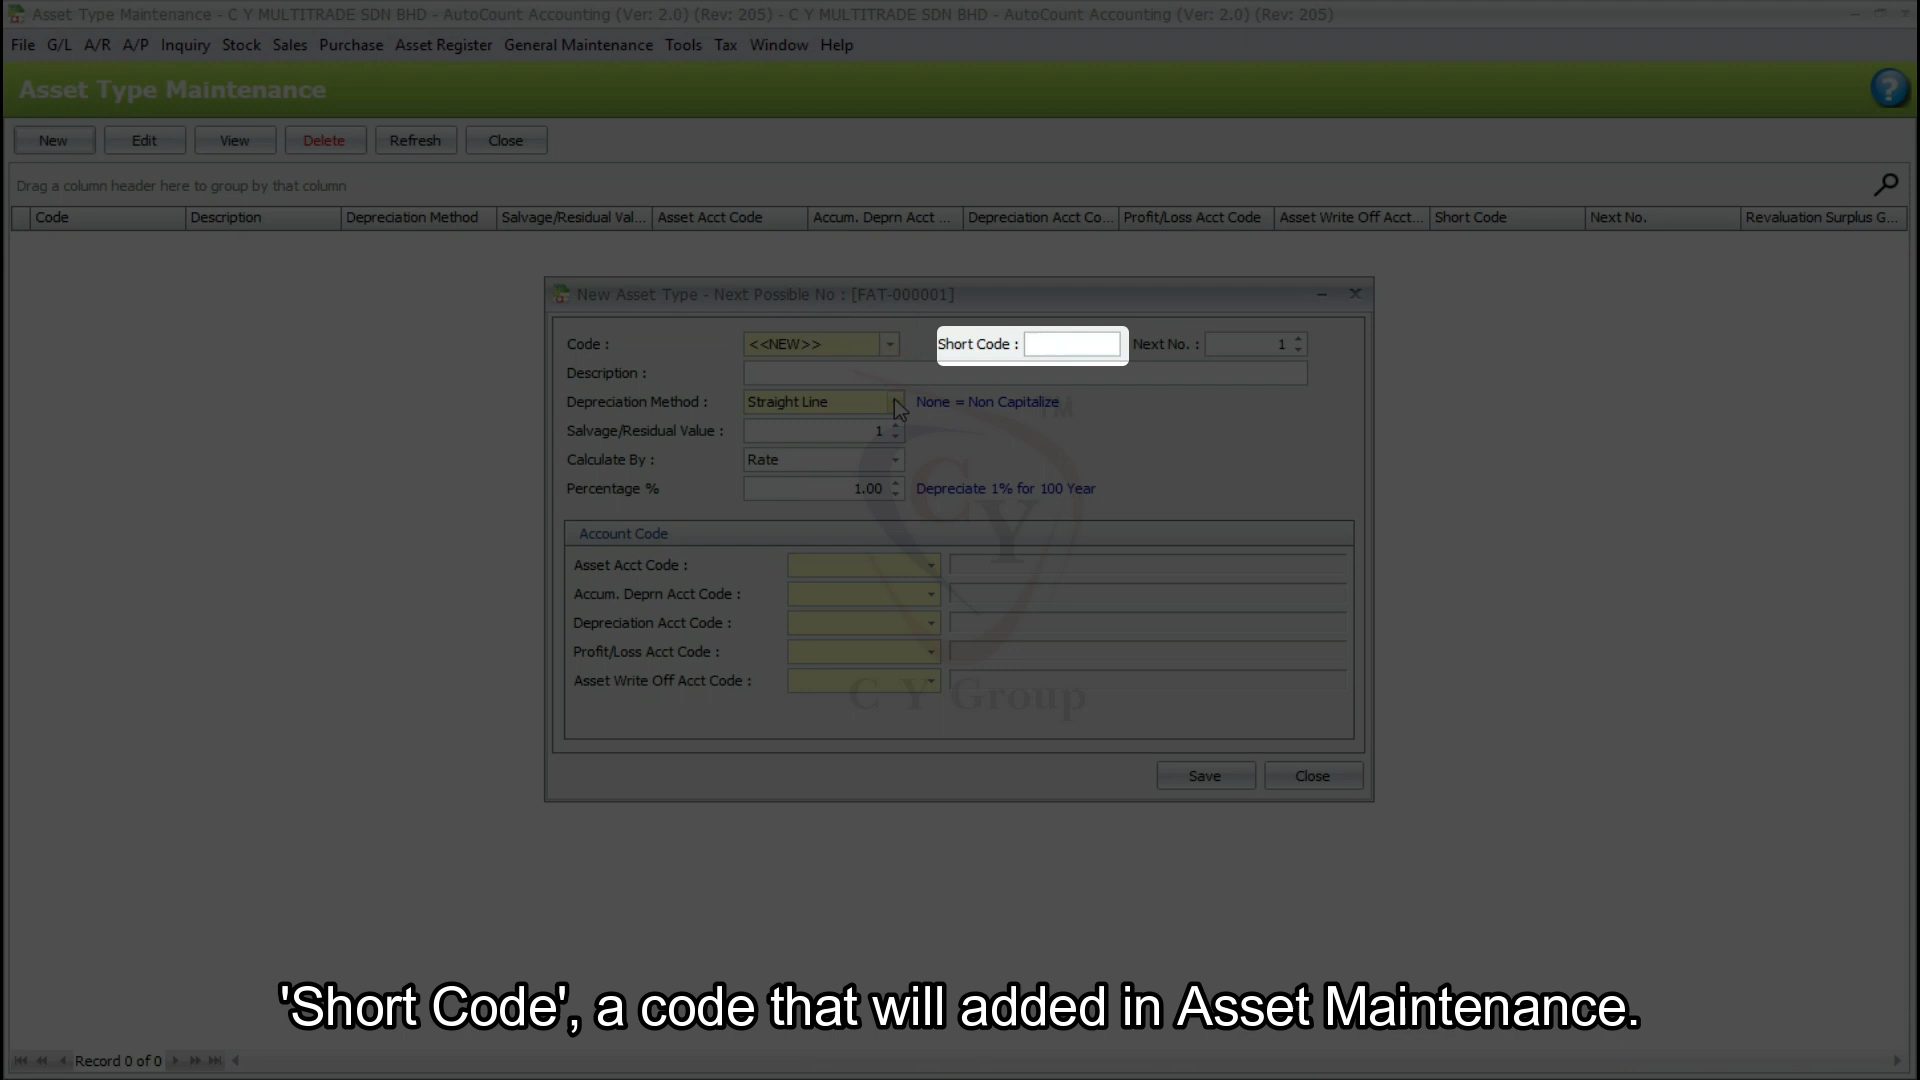 Asset Type Maintenance - C Y MULTITRADE SDN BHD - AutoCount Accounting (Ver: 2.0) (Rev: 205) - C Y MULTITRADE SDN BHD - AutoCount Accounting (Ver: 2.0) (Rev: 205)
File G/L A/R A/P Inquiry Stock Sales Purchase Asset Register General Maintenance Tools Tax Window Help
Asset Type Maintenance
?
New Edit View Delete Refresh Close
Drag a column header here to group by that column
Code Description Depreciation Method Salvage/Residual Val... Asset Acct Code Accum. Deprn Acct ... Depreciation Acct Co... Profit/Loss Acct Code Asset Write Off Acct... Short Code Next No. Revaluation Surplus G...
New Asset Type - Next Possible No : [FAT-000001]
Code : <<NEW>> Short Code : Next No. : 1
Description :
Depreciation Method : Straight Line None = Non Capitalize
TM
Salvage/Residual Value : 1
Calculate By : Rate
Percentage % 1.00 Depreciate 1% for 100 Year
CY
Account Code
Asset Acct Code :
Accum. Deprn Acct Code :
Depreciation Acct Code :
Profit/Loss Acct Code :
Asset Write Off Acct Code :
C Y Group
Save Close
'Short Code', a code that will added in Asset Maintenance.
Record 0 of 0